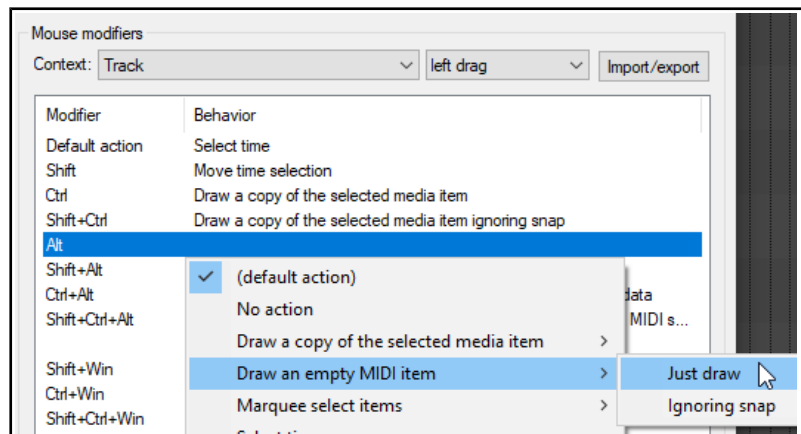 Mouse modifiers
Context: Track left drag Import/export
Modifier Behavior
Default action Select time
Shift Move time selection
Ctrl Draw a copy of the selected media item
Shift+Ctrl Draw a copy of the selected media item ignoring snap
Alt
Shift+Alt
(default action)
Ctrl+Alt data
No action
Shift+Ctrl+Alt MIDI s...
Draw a copy of the selected media item
Shift+Win
Draw an empty MIDI item Just draw
Ctrl+Win
Marquee select items Ignoring snap
Shift+Ctrl+Win